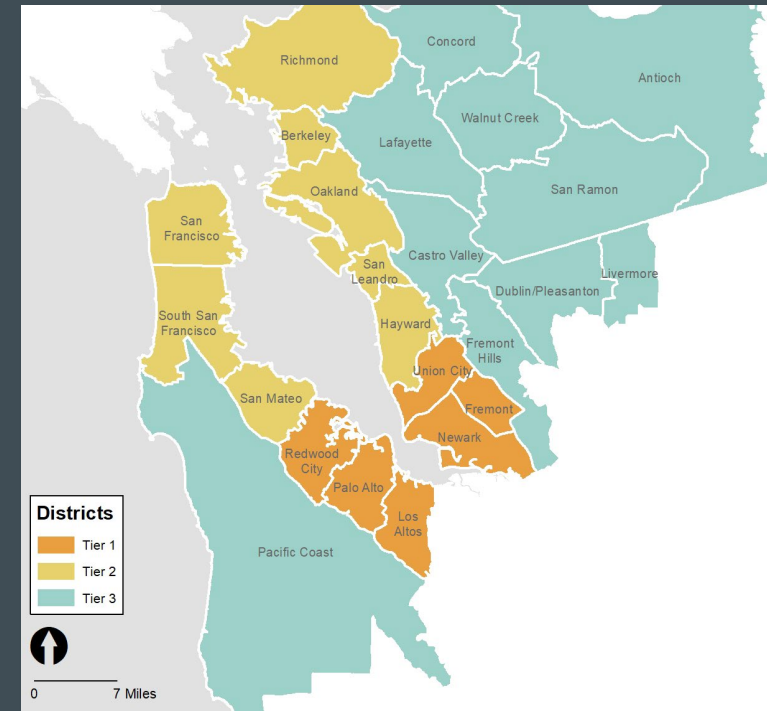 Concord
Richmond
Antioch
Walnut Creek
Berkeley
Lafayette
Oakland
San Ramon
San
Francisco
Castro Valley
San
Leandro
Livermore
Dublin/Pleasanton
South San
Francisco
Hayward
Fremont
Hills
Union City
San Mateo
Fremont
Newark
Redwood
City
Palo Alto
Los
Altos
Pacific Coast
Districts
Tier 1
Tier 2
Tier 3
0 7 Miles